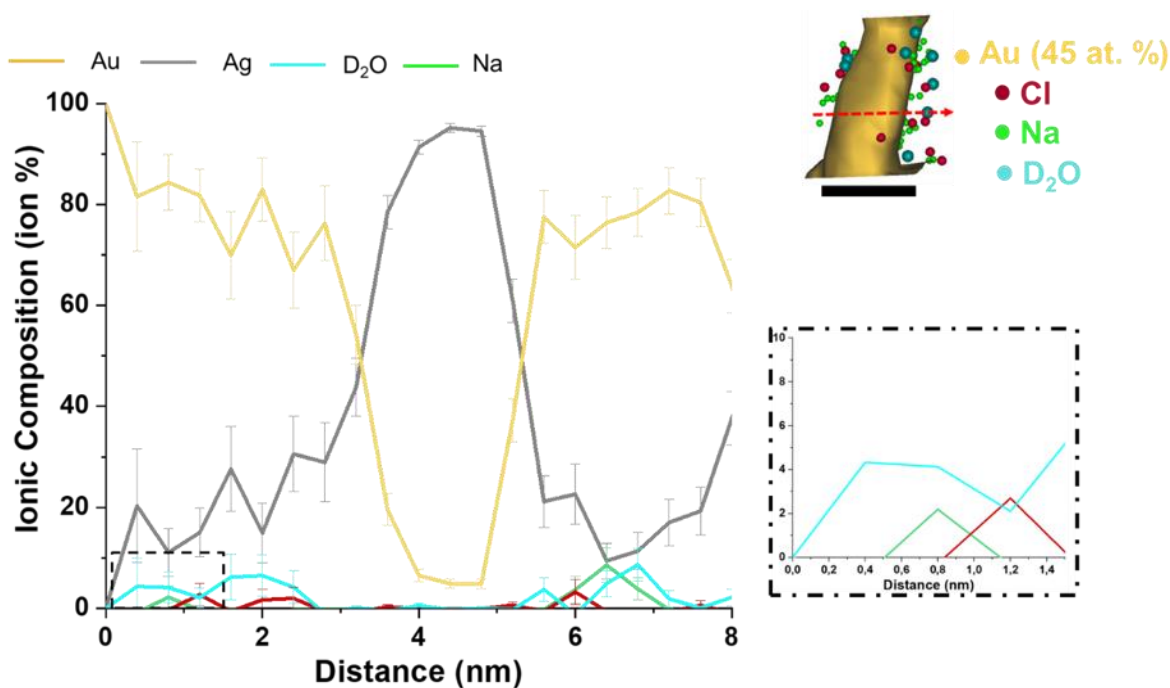 Au Ag D₂O Na
100
80
60
40
20
0
Ionic Composition (ion %)
0 2 4 6 8
Distance (nm)
Au (45 at. %)
Cl
Na
D₂O
10
8
6
4
2
0
0,0 0,2 0,4 0,6 0,8 1,0 1,2 1,4
Distance (nm)